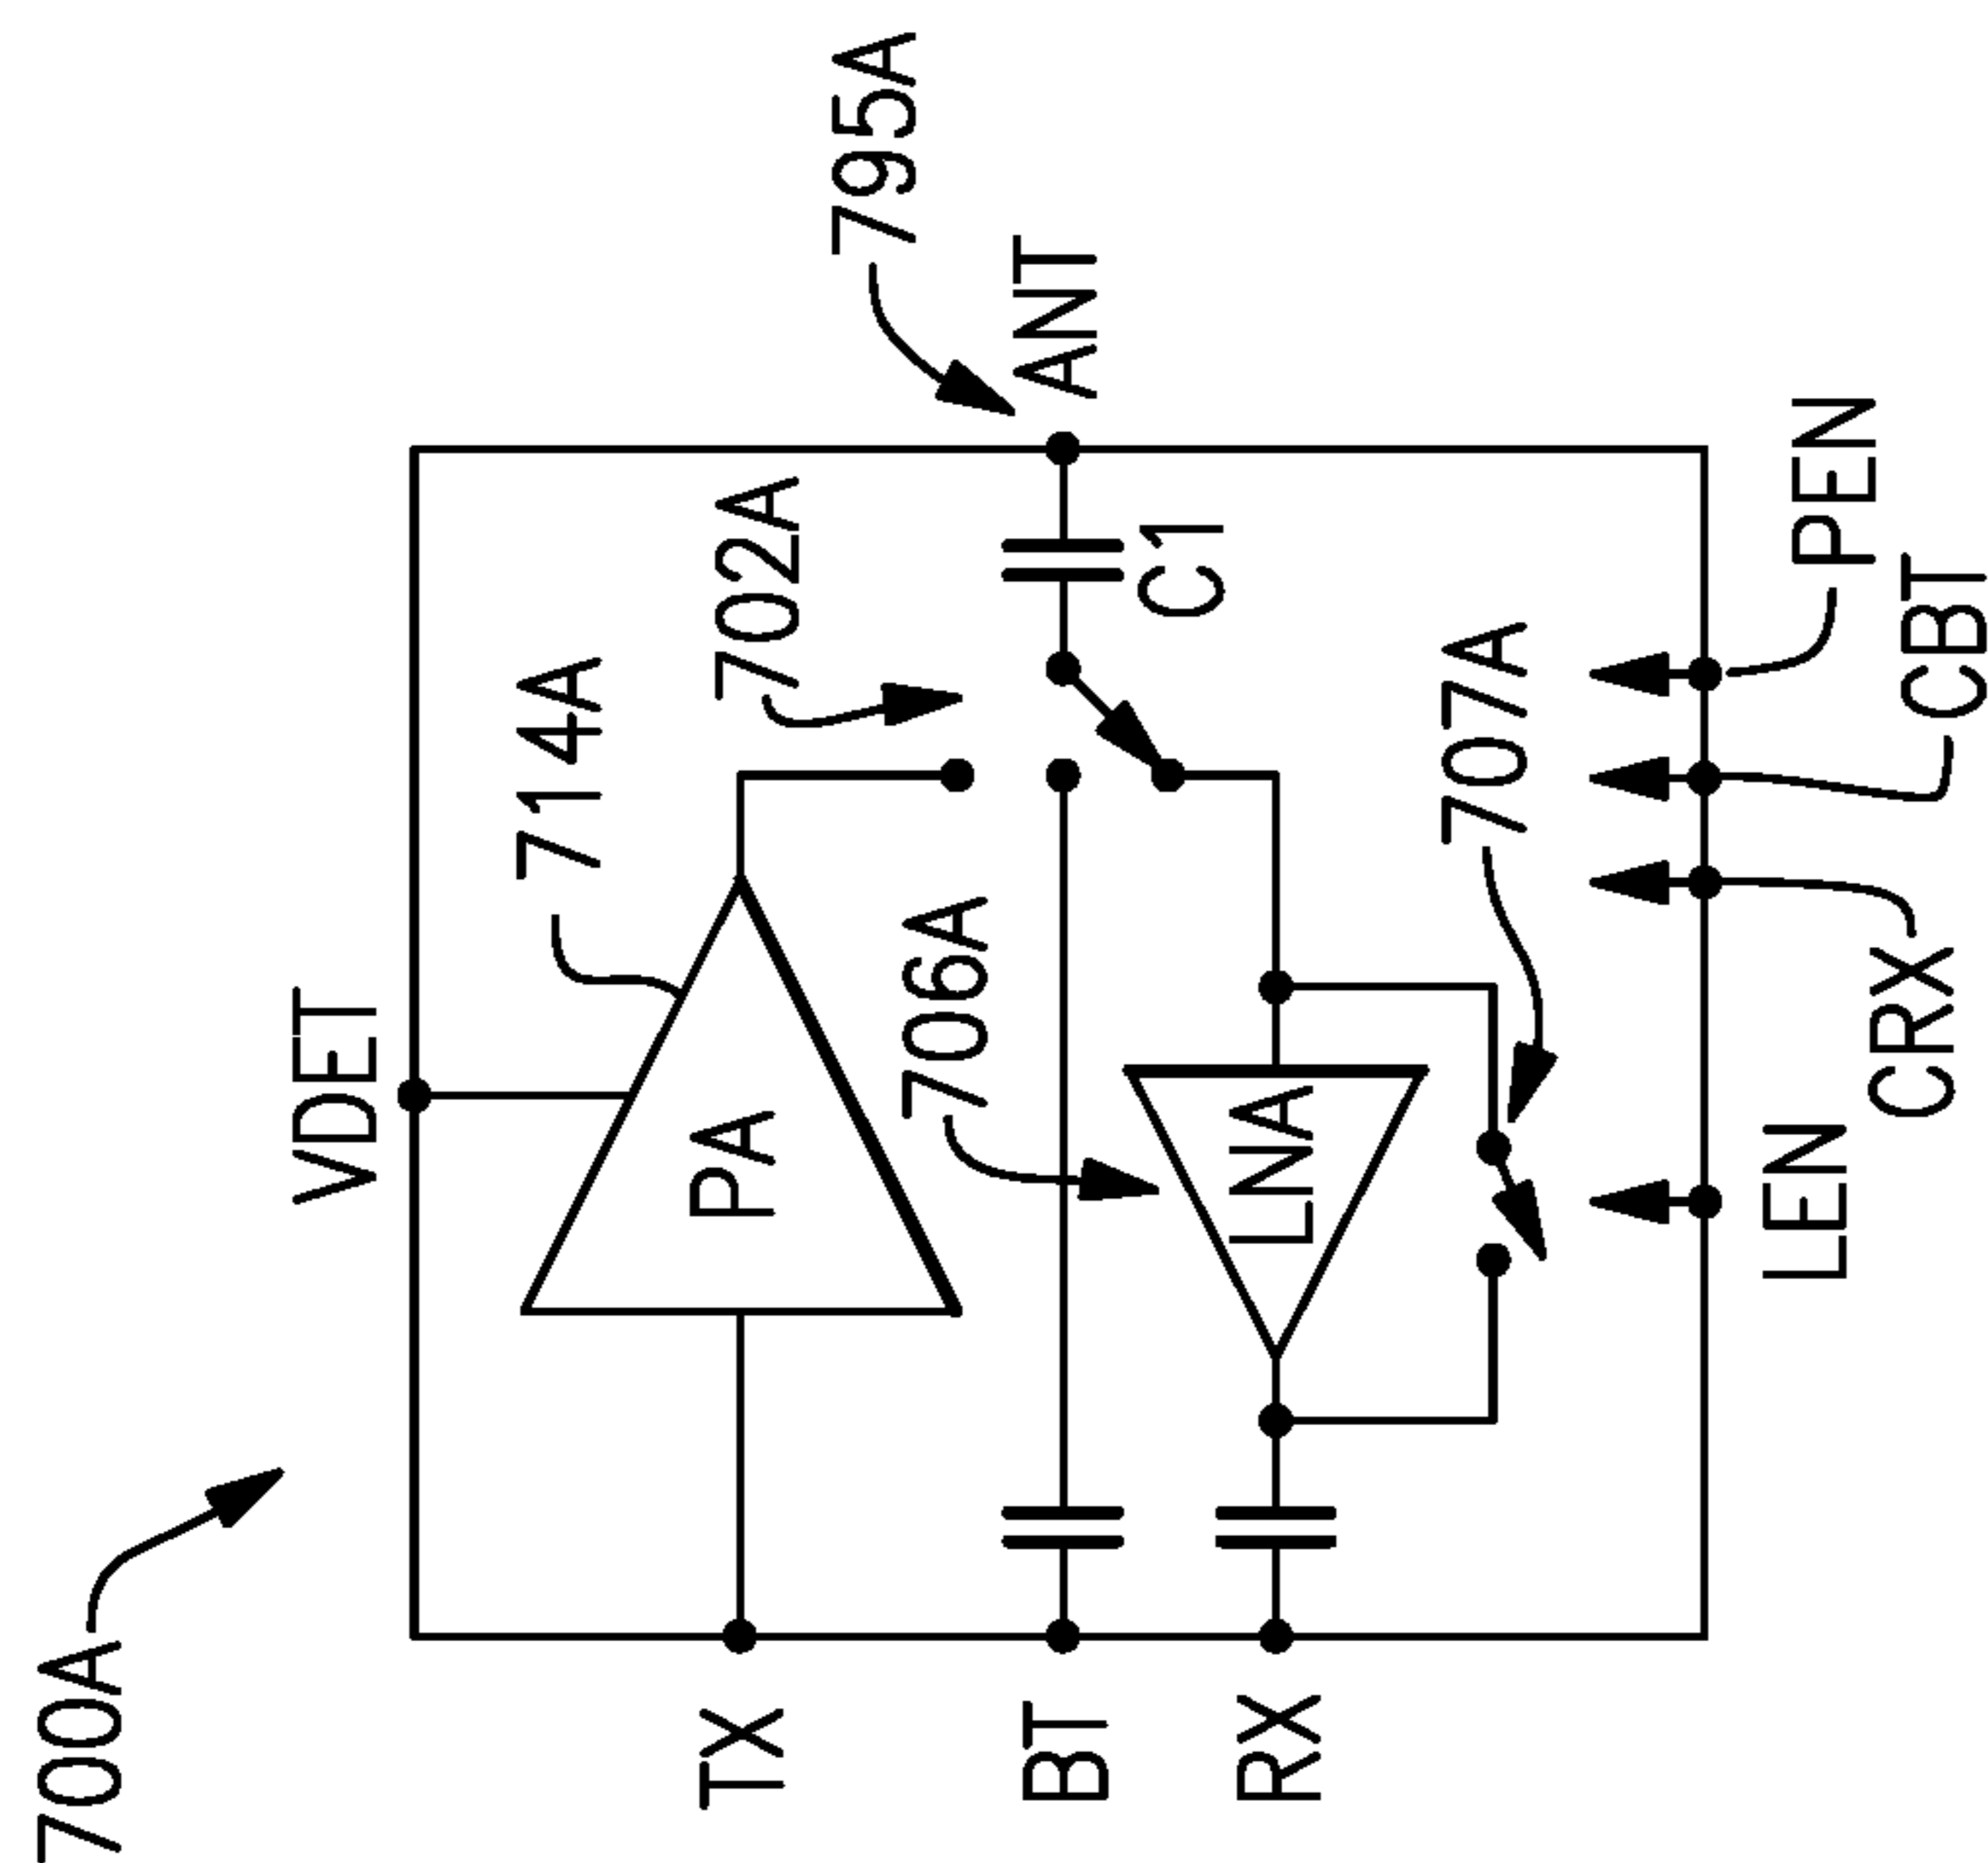 700A
VDET
714A
PA
702A
795A
ANT
C1
706A
LNA
707A
TX
BT
RX
LEN
CRX
CBT
PEN